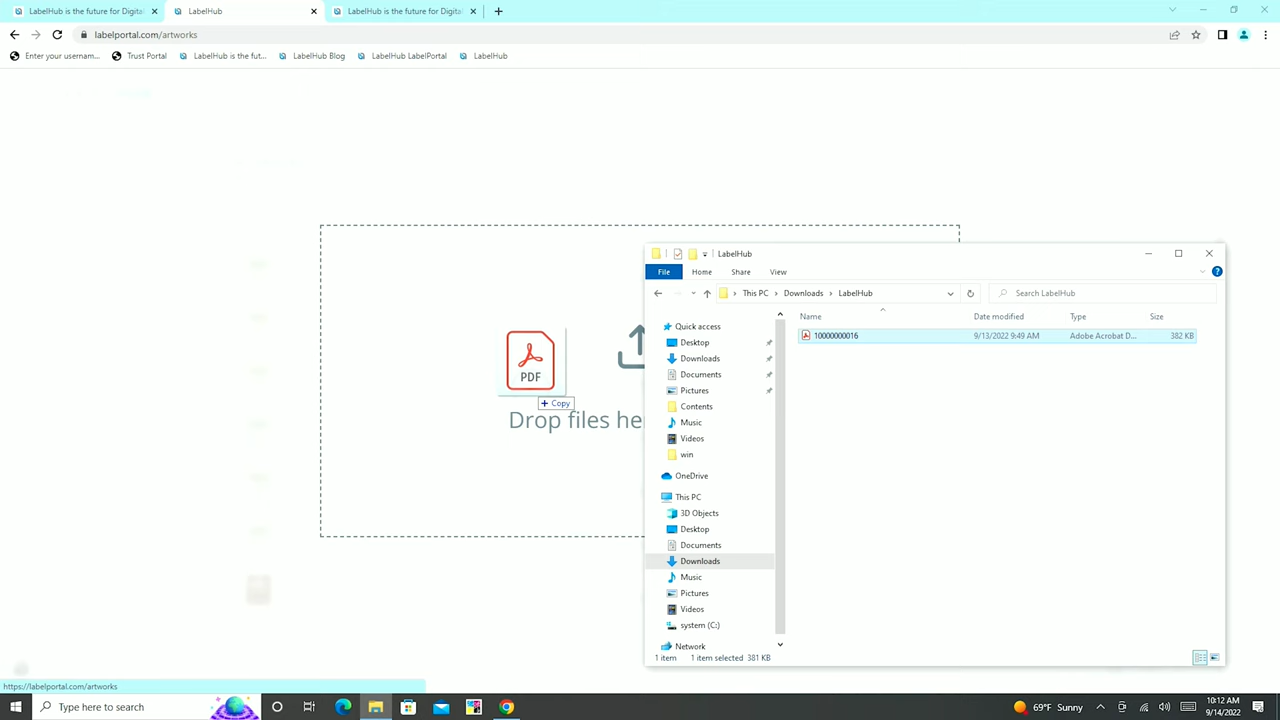 LabelHub is the future for Digital
LabelHub
LabelHub is the future for Digital
labelportal.com/artworks
Enter your usernam...
Trust Portal
LabelHub is the fut...
LabelHub Blog
LabelHub LabelPortal
LabelHub
LabelHub
File
Home
Share
View
This PC
Downloads
LabelHub
Search LabelHub
Name
Date modified
Type
Size
10000000016
9/13/2022 9:49 AM
Adobe Acrobat D...
382 KB
Quick access
Desktop
Downloads
Documents
Pictures
Contents
Music
Videos
win
OneDrive
This PC
3D Objects
Desktop
Documents
Downloads
Music
Pictures
Videos
system (C:)
Network
1 item
1 item selected 381 KB
PDF
+ Copy
Drop files he
https://labelportal.com/artworks
Type here to search
69°F Sunny
10:12 AM
9/14/2022